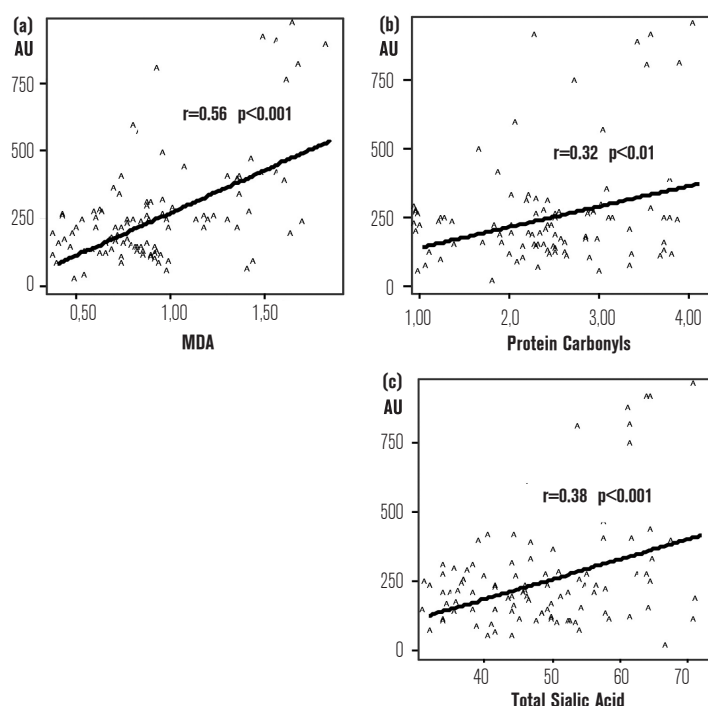 (a)
AU
750
500
250
0
r=0.56 p<0.001
0,50 1,00 1,50
MDA
(b)
AU
750
500
250
0
r=0.32 p<0.01
1,00 2,0 3,00 4,00
Protein Carbonyls
(c)
AU
750
500
250
0
r=0.38 p<0.001
40 50 60 70
Total Sialic Acid